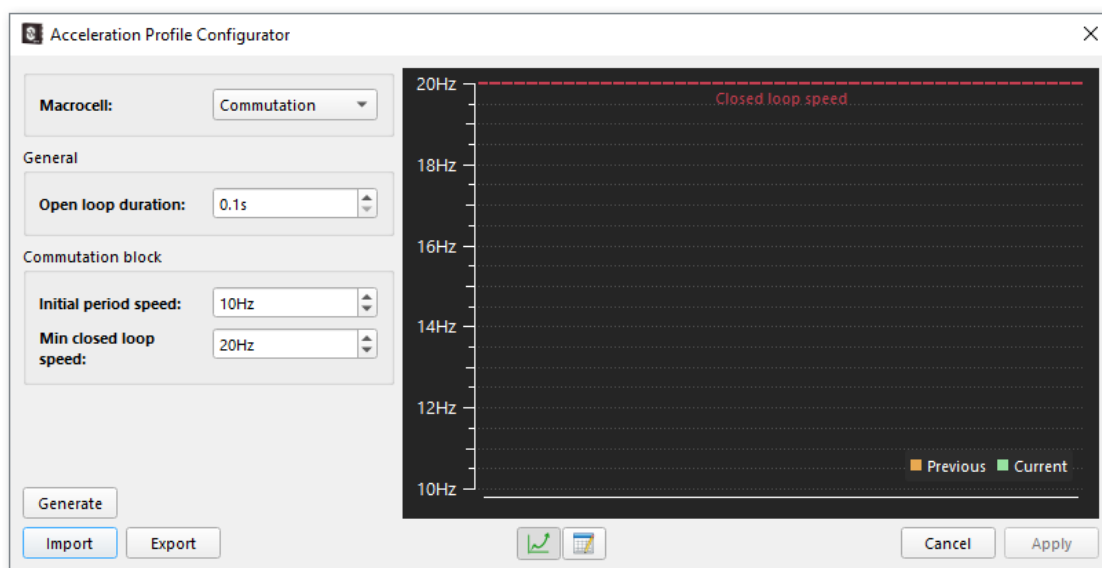 Acceleration Profile Configurator
Macrocell:
Commutation
General
Open loop duration:
0.1s
Commutation block
Initial period speed:
10Hz
Min closed loop
speed:
20Hz
Generate
Import
Export
20Hz
Closed loop speed
18Hz
16Hz
14Hz
12Hz
10Hz
Previous
Current
Cancel
Apply